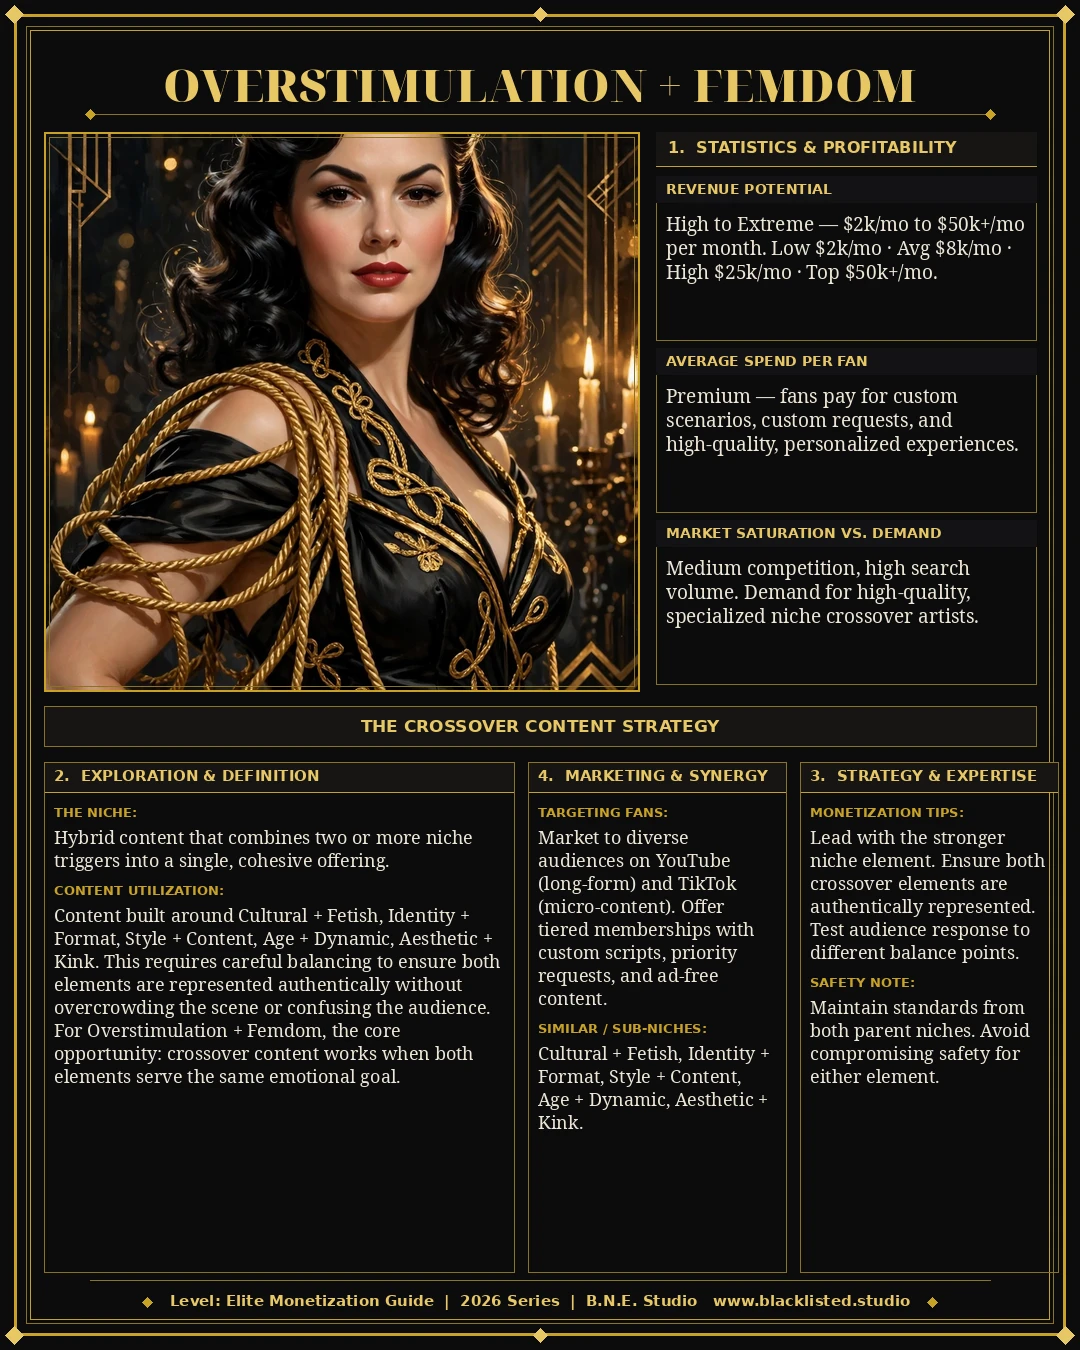 OVERSTIMULATION + FEMDOM
1. STATISTICS & PROFITABILITY
REVENUE POTENTIAL
High to Extreme — $2k/mo to $50k+/mo
per month. Low $2k/mo · Avg $8k/mo ·
High $25k/mo · Top $50k+/mo.
AVERAGE SPEND PER FAN
Premium — fans pay for custom
scenarios, custom requests, and
high-quality, personalized experiences.
MARKET SATURATION VS. DEMAND
Medium competition, high search
volume. Demand for high-quality,
specialized niche crossover artists.
THE CROSSOVER CONTENT STRATEGY
2. EXPLORATION & DEFINITION
THE NICHE:
Hybrid content that combines two or more niche
triggers into a single, cohesive offering.
CONTENT UTILIZATION:
Content built around Cultural + Fetish, Identity +
Format, Style + Content, Age + Dynamic, Aesthetic +
Kink. This requires careful balancing to ensure both
elements are represented authentically without
overcrowding the scene or confusing the audience.
For Overstimulation + Femdom, the core
opportunity: crossover content works when both
elements serve the same emotional goal.
4. MARKETING & SYNERGY
TARGETING FANS:
Market to diverse
audiences on YouTube
(long-form) and TikTok
(micro-content). Offer
tiered memberships with
custom scripts, priority
requests, and ad-free
content.
SIMILAR / SUB-NICHES:
Cultural + Fetish, Identity +
Format, Style + Content,
Age + Dynamic, Aesthetic +
Kink.
3. STRATEGY & EXPERTISE
MONETIZATION TIPS:
Lead with the stronger
niche element. Ensure both
crossover elements are
authentically represented.
Test audience response to
different balance points.
SAFETY NOTE:
Maintain standards from
both parent niches. Avoid
compromising safety for
either element.
Level: Elite Monetization Guide | 2026 Series | B.N.E. Studio www.blacklisted.studio